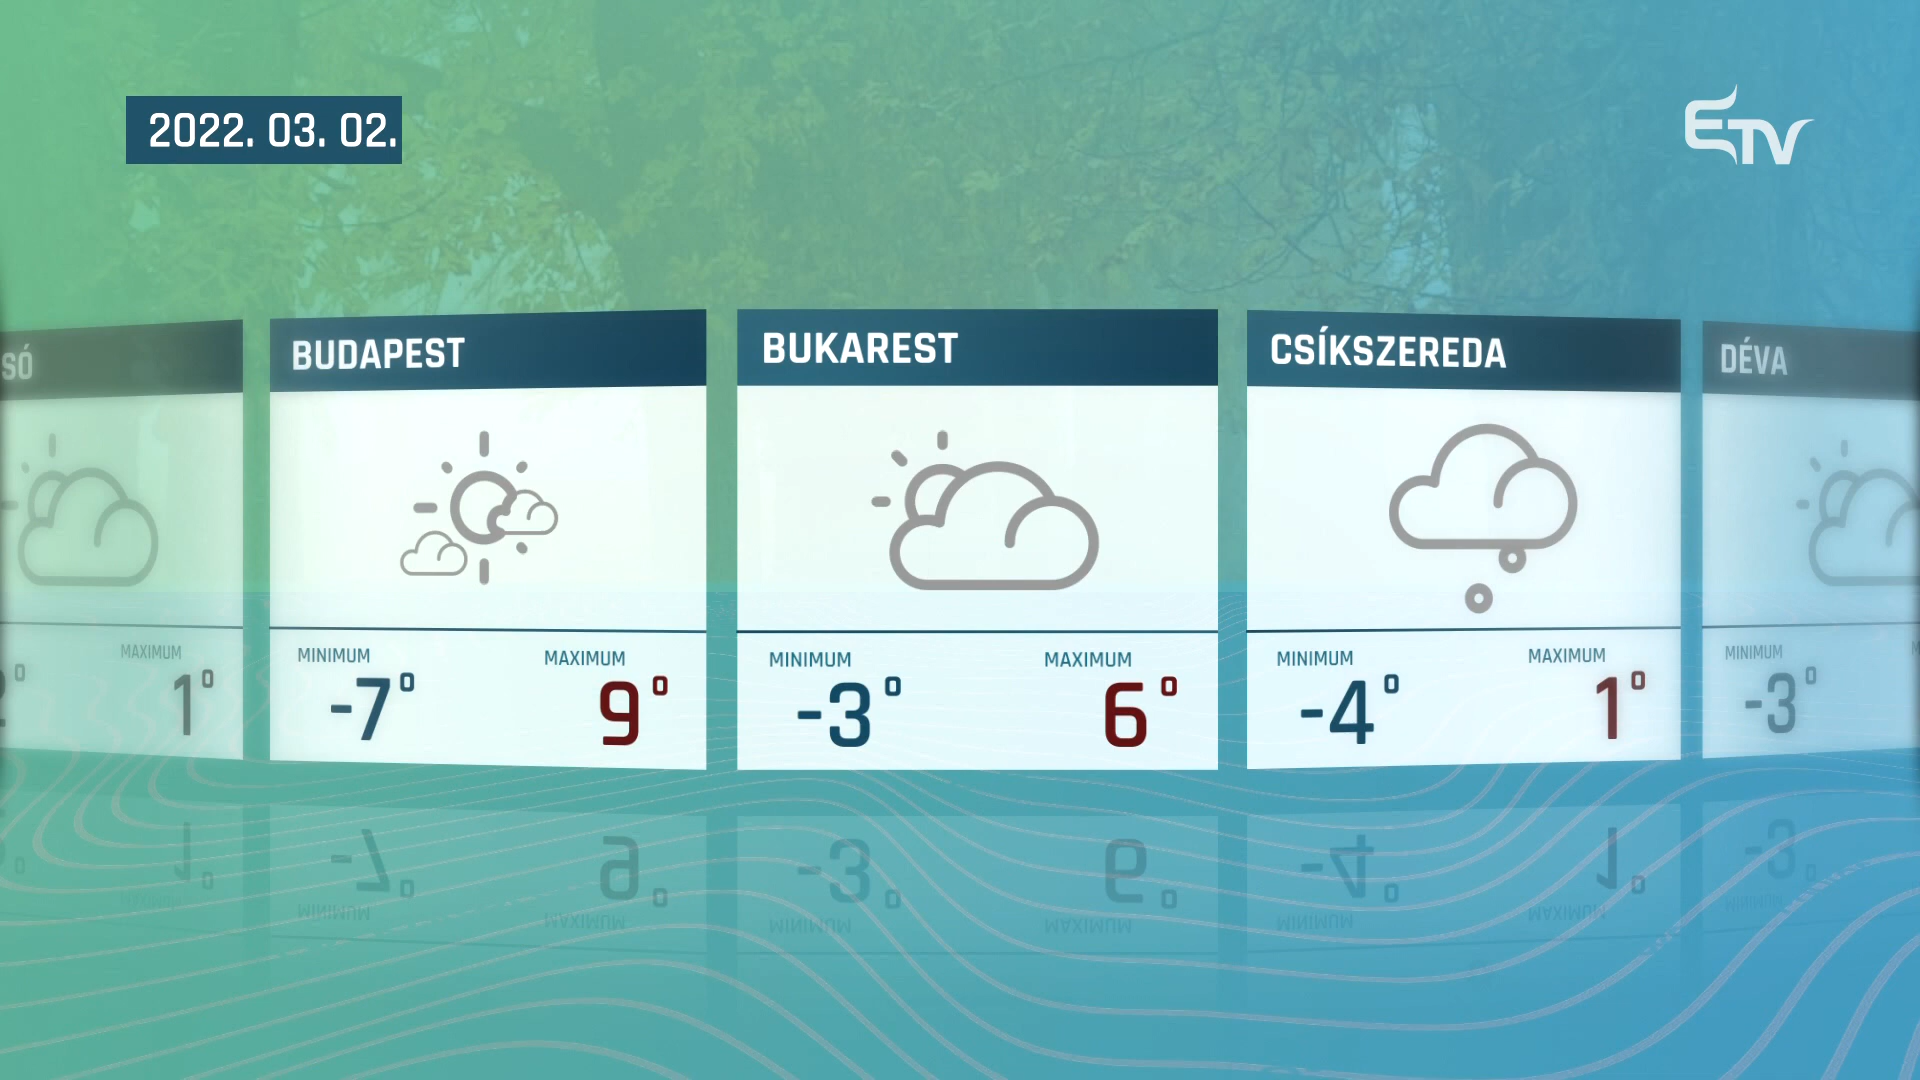 2022. 03. 02.
ETV
SÓ
MAXIMUM
1°
BUDAPEST
MINIMUM
-7°
MAXIMUM
9°
BUKAREST
MINIMUM
-3°
MAXIMUM
6°
CSÍKSZEREDA
MINIMUM
-4°
MAXIMUM
1°
DÉVA
MINIMUM
-3°